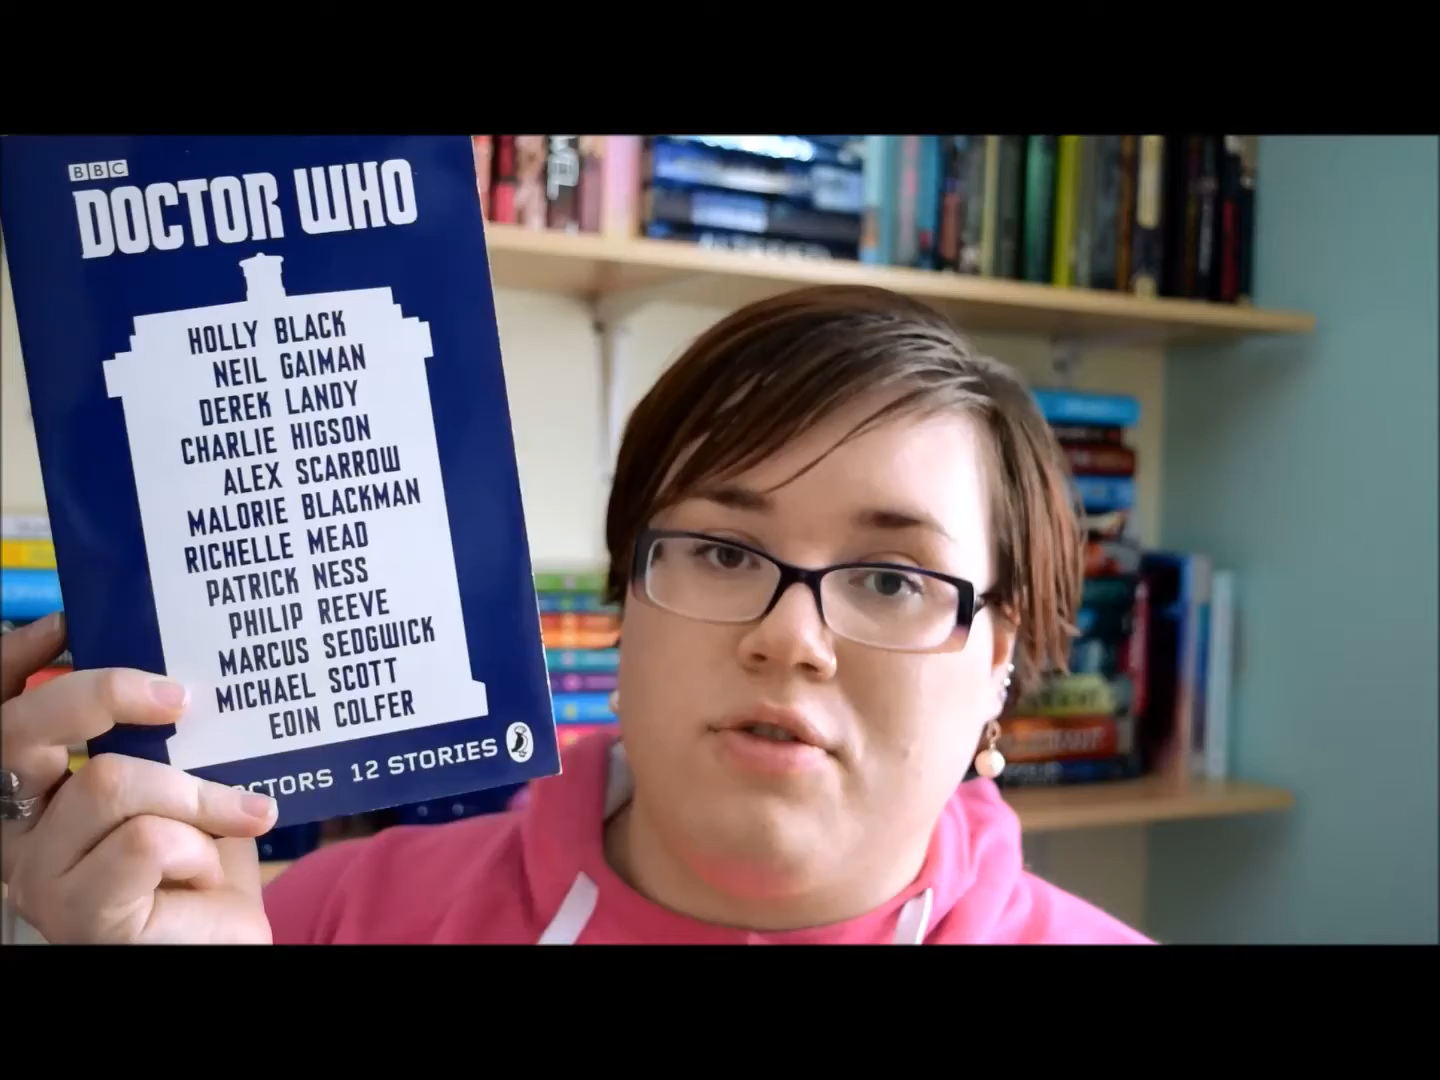 BBC
DOCTOR WHO
HOLLY BLACK
NEIL GAIMAN
DEREK LANDY
CHARLIE HIGSON
ALEX SCARROW
MALORIE BLACKMAN
RICHELLE MEAD
PATRICK NESS
PHILIP REEVE
MARCUS SEDGWICK
MICHAEL SCOTT
EOIN COLFER
CTORS 12 STORIES